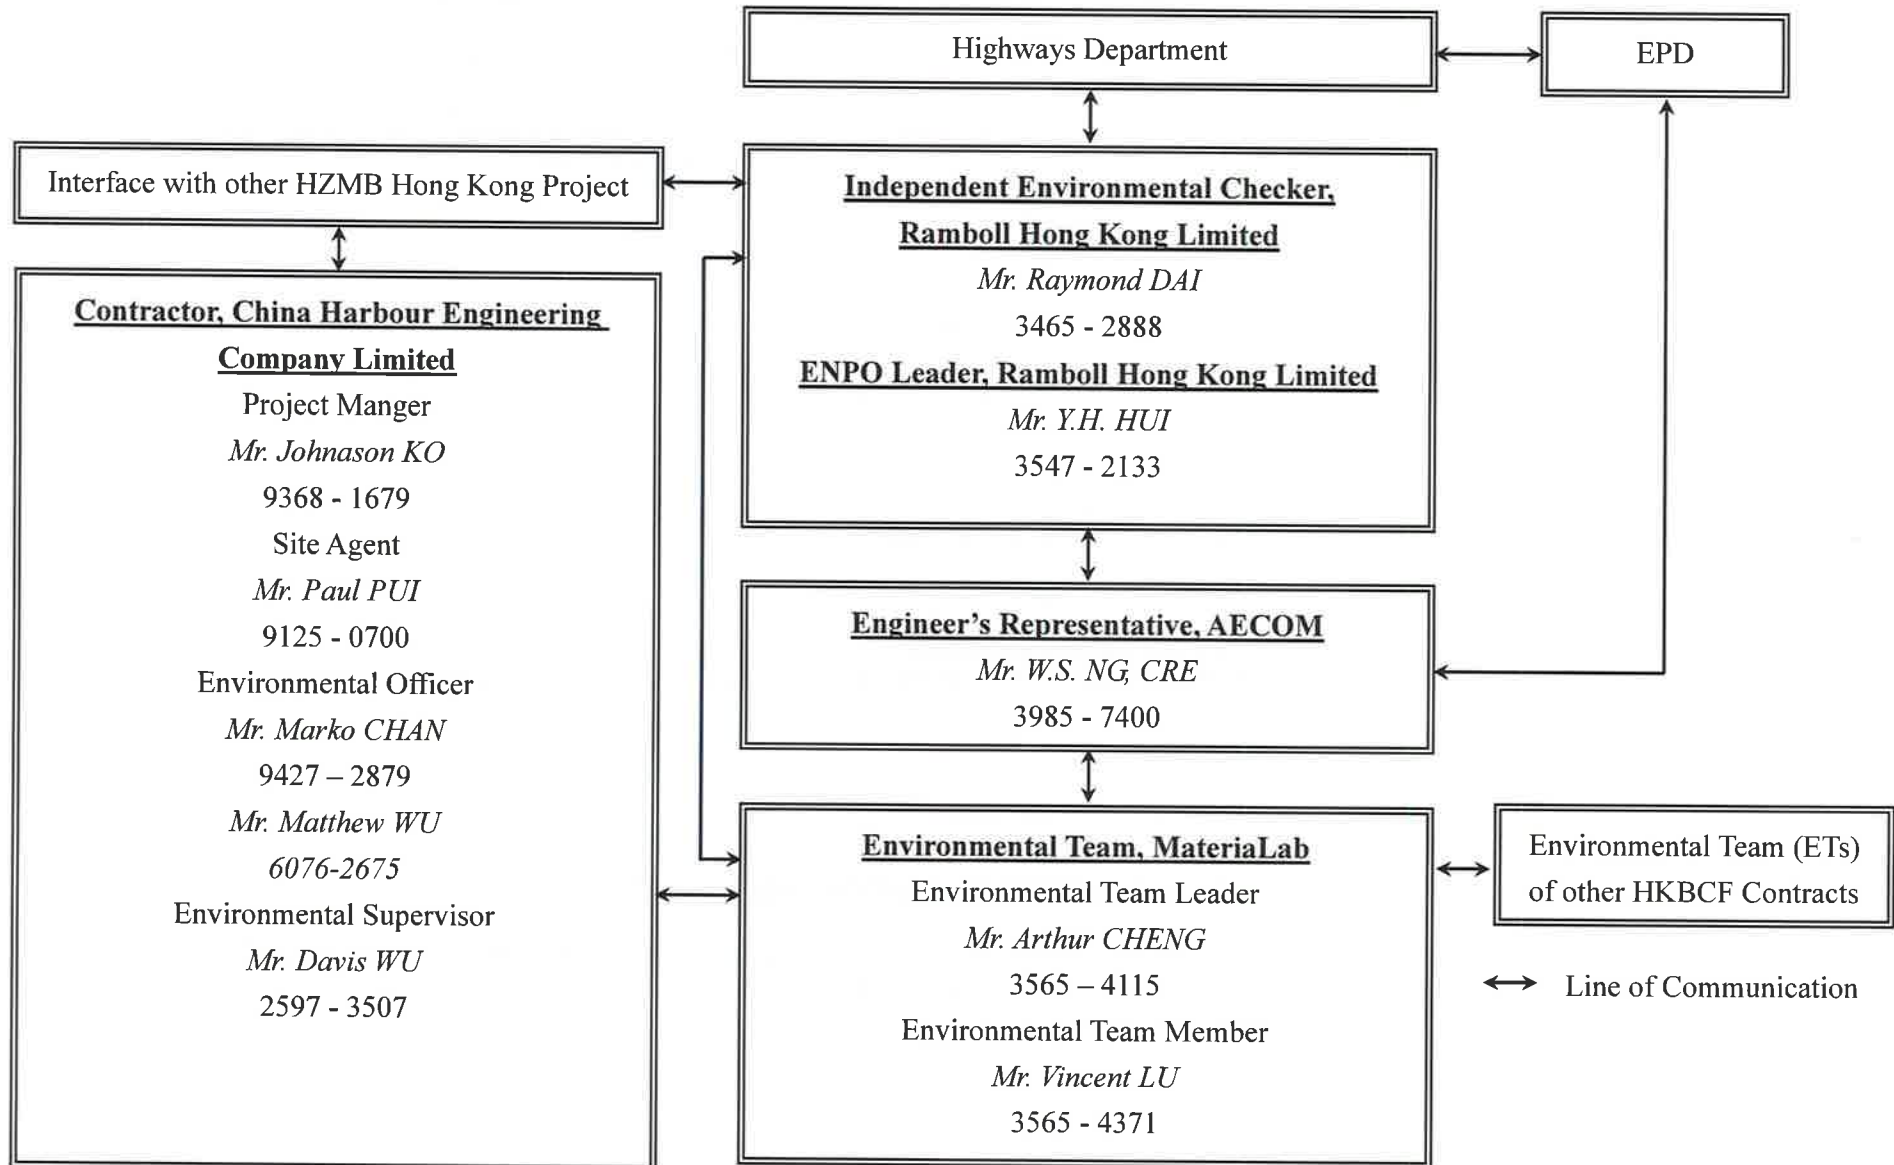 Highways Department
EPD
Interface with other HZMB Hong Kong Project
Independent Environmental Checker,
Ramboll Hong Kong Limited
Mr. Raymond DAI
3465 - 2888
ENPO Leader, Ramboll Hong Kong Limited
Mr. Y.H. HUI
3547 - 2133
Contractor, China Harbour Engineering
Company Limited
Project Manger
Mr. Johnason KO
9368 - 1679
Site Agent
Mr. Paul PUI
9125 - 0700
Environmental Officer
Mr. Marko CHAN
9427 – 2879
Mr. Matthew WU
6076-2675
Environmental Supervisor
Mr. Davis WU
2597 - 3507
Engineer’s Representative, AECOM
Mr. W.S. NG, CRE
3985 - 7400
Environmental Team, MateriaLab
Environmental Team Leader
Mr. Arthur CHENG
3565 – 4115
Environmental Team Member
Mr. Vincent LU
3565 - 4371
Environmental Team (ETs)
of other HKBCF Contracts
Line of Communication